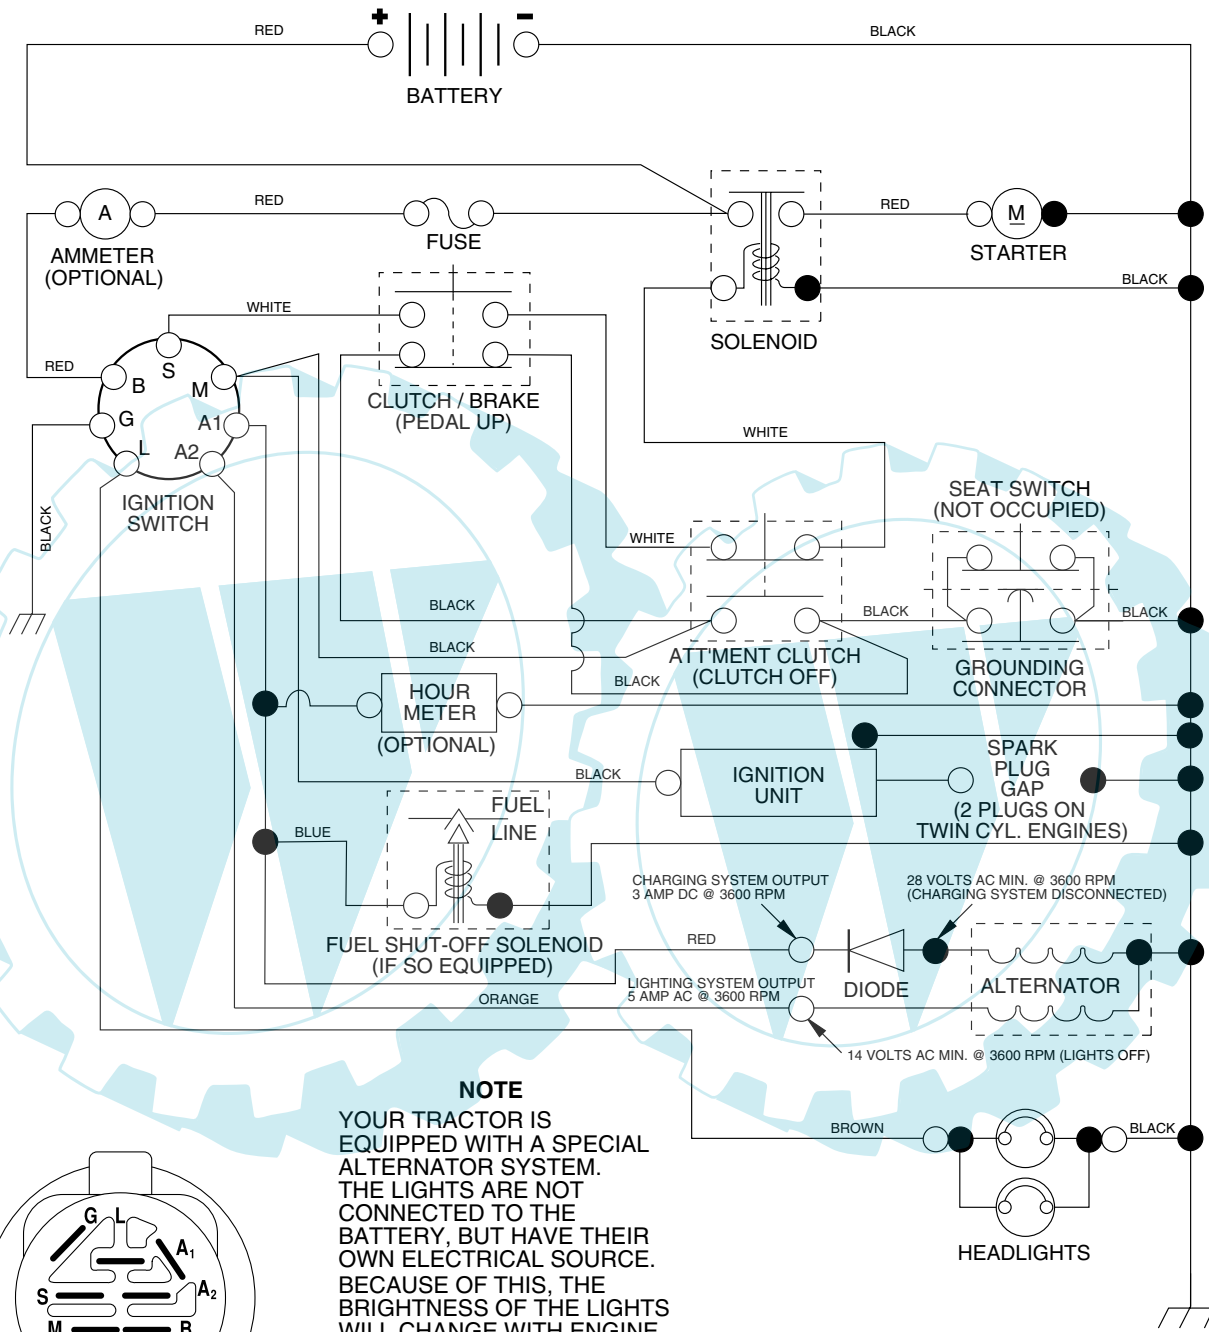 + -
RED
BLACK
BATTERY
A
RED
AMMETER
(OPTIONAL)
FUSE
RED
M
STARTER
BLACK
SOLENOID
WHITE
RED
S
B
M
G
A1
L
A2
IGNITION
SWITCH
CLUTCH / BRAKE
(PEDAL UP)
WHITE
BLACK
SEAT SWITCH
(NOT OCCUPIED)
WHITE
BLACK
BLACK
BLACK
BLACK
ATT'MENT CLUTCH
(CLUTCH OFF)
GROUNDING
CONNECTOR
BLACK
HOUR
METER
(OPTIONAL)
BLACK
IGNITION
UNIT
SPARK
PLUG
GAP
(2 PLUGS ON
TWIN CYL. ENGINES)
BLUE
FUEL
LINE
FUEL SHUT-OFF SOLENOID
(IF SO EQUIPPED)
CHARGING SYSTEM OUTPUT
3 AMP DC @ 3600 RPM
28 VOLTS AC MIN. @ 3600 RPM
(CHARGING SYSTEM DISCONNECTED)
RED
DIODE
ALTERNATOR
LIGHTING SYSTEM OUTPUT
5 AMP AC @ 3600 RPM
ORANGE
14 VOLTS AC MIN. @ 3600 RPM (LIGHTS OFF)
BROWN
BLACK
HEADLIGHTS
NOTE
YOUR TRACTOR IS
EQUIPPED WITH A SPECIAL
ALTERNATOR SYSTEM.
THE LIGHTS ARE NOT
CONNECTED TO THE
BATTERY, BUT HAVE THEIR
OWN ELECTRICAL SOURCE.
BECAUSE OF THIS, THE
BRIGHTNESS OF THE LIGHTS
WILL CHANGE WITH ENGINE
G L
A1
S
A2
M
B